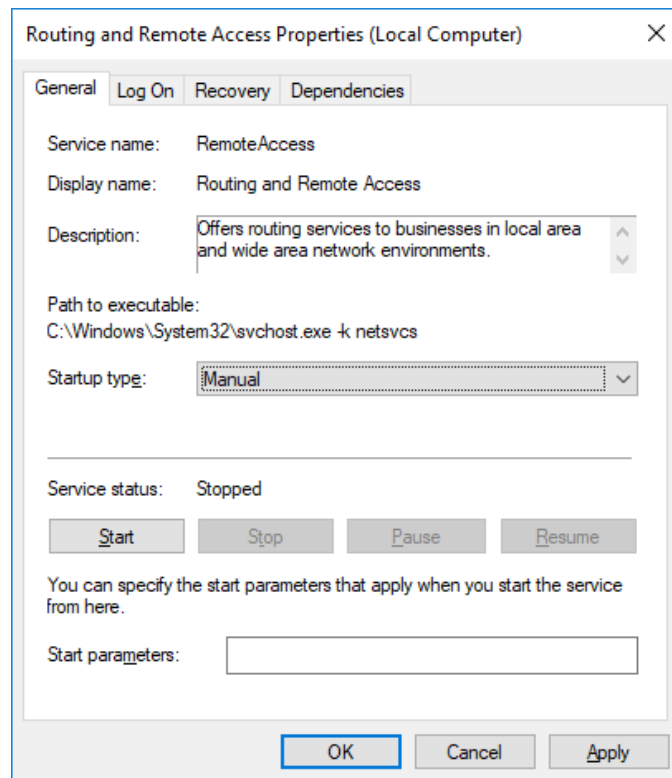 Routing and Remote Access Properties (Local Computer)
General Log On Recovery Dependencies
Service name: RemoteAccess
Display name: Routing and Remote Access
Description: Offers routing services to businesses in local area
and wide area network environments.
Path to executable:
C:\Windows\System32\svchost.exe -k netsvcs
Startup type: Manual
Service status: Stopped
Start Stop Pause Resume
You can specify the start parameters that apply when you start the service
from here.
Start parameters:
OK Cancel Apply